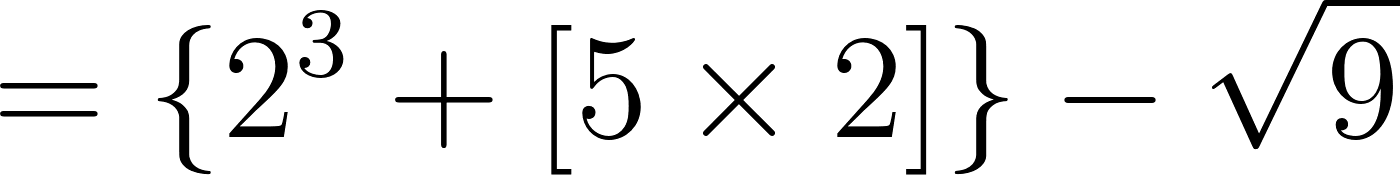 = {2³ + [5 × 2]} − √9